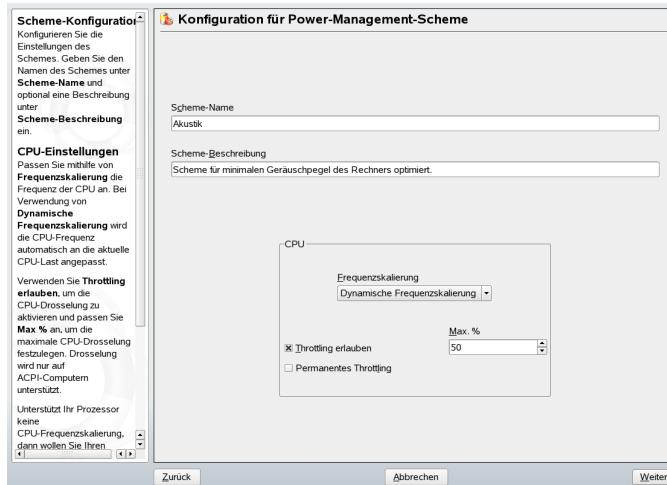 Scheme-Konfiguration
Konfigurieren Sie die
Einstellungen des
Schemes. Geben Sie den
Namen des Schemes unter
Scheme-Name und
optional eine Beschreibung
unter
Scheme-Beschreibung
ein.
CPU-Einstellungen
Passen Sie mithilfe von
Frequenzskalierung die
Frequenz der CPU an. Bei
Verwendung von
Dynamische
Frequenzskalierung wird
die CPU-Frequenz
automatisch an die aktuelle
CPU-Last angepasst.
Verwenden Sie Throttling
erlauben, um die
CPU-Drosselung zu
aktivieren und passen Sie
Max % an, um die
maximale CPU-Drosselung
festzulegen. Drosselung
wird nur auf
ACPI-Computern
unterstützt.
Unterstützt Ihr Prozessor
keine
CPU-Frequenzskalierung,
dann wollen Sie Ihren
Konfiguration für Power-Management-Scheme
Scheme-Name
Akustik
Scheme-Beschreibung
Scheme für minimalen Geräuschpegel des Rechners optimiert.
CPU
Frequenzskalierung
Dynamische Frequenzskalierung
Max. %
Throttling erlauben
50
Permanentes Throttling
Zurück
Abbrechen
Weiter